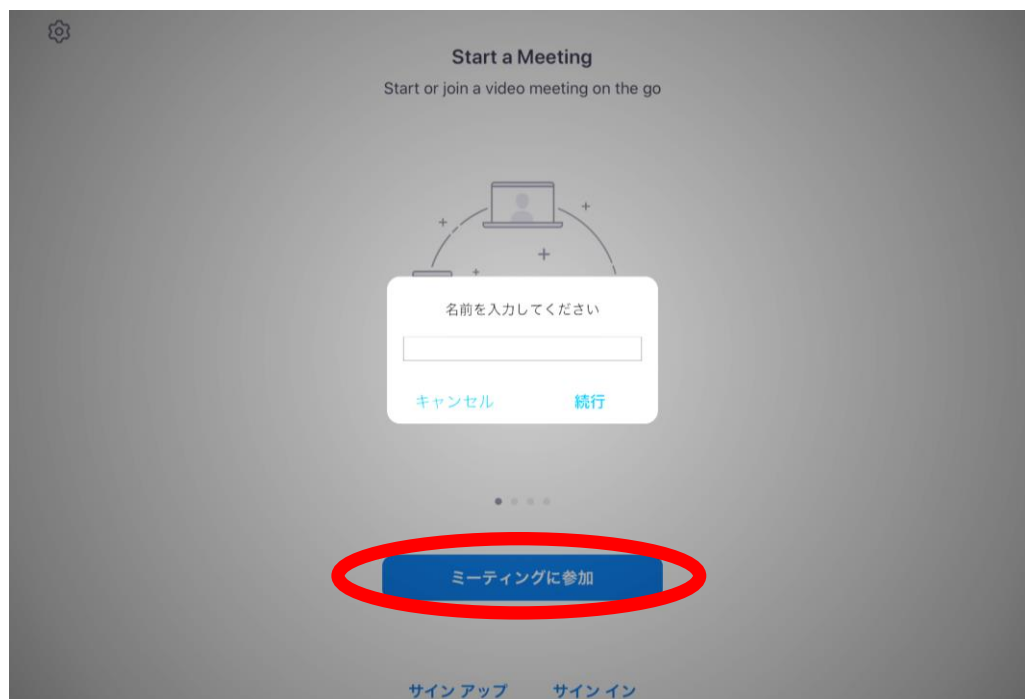 Start a Meeting
Start or join a video meeting on the go
名前を入力してください
キャンセル 続行
ミーティングに参加
サイン アップ サイン イン